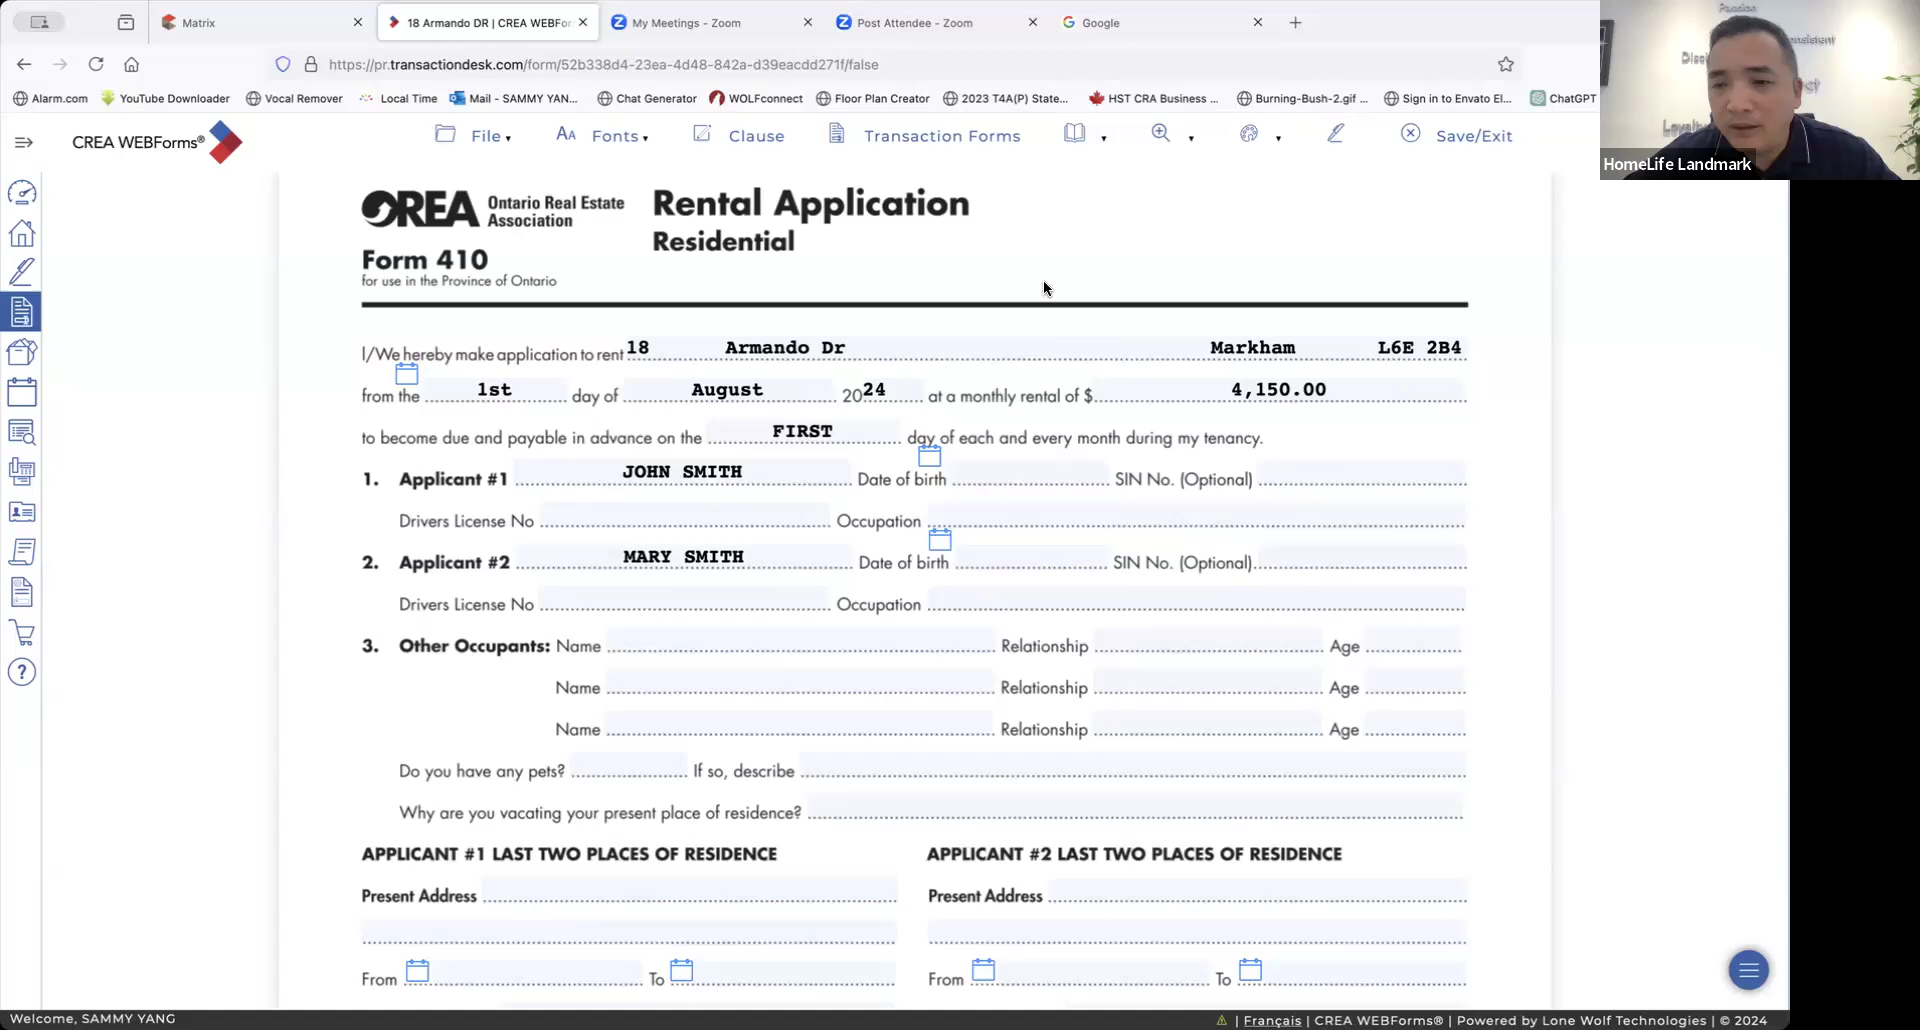 Matrix
18 Armando DR | CREA WEBFor
My Meetings - Zoom
Post Attendee - Zoom
Google
https://pr.transactiondesk.com/form/52b338d4-23ea-4d48-842a-d39eacdd271f/false
Alarm.com YouTube Downloader Vocal Remover Local Time Mail - SAMMY YAN... Chat Generator WOLFconnect Floor Plan Creator 2023 T4A(P) State... HST CRA Business ... Burning-Bush-2.gif ... Sign in to Envato El... ChatGPT
CREA WEBForms®
File Fonts Clause Transaction Forms Save/Exit
Passion
HomeLife Landmark
OREA Ontario Real Estate
Association
Rental Application
Residential
Form 410
for use in the Province of Ontario
I/We hereby make application to rent 18 Armando Dr Markham L6E 2B4
from the 1st day of August 2024 at a monthly rental of $ 4,150.00
to become due and payable in advance on the FIRST day of each and every month during my tenancy.
1. Applicant #1 JOHN SMITH Date of birth SIN No. (Optional)
Drivers License No Occupation
2. Applicant #2 MARY SMITH Date of birth SIN No. (Optional)
Drivers License No Occupation
3. Other Occupants: Name Relationship Age
Name Relationship Age
Name Relationship Age
Do you have any pets? If so, describe
Why are you vacating your present place of residence?
APPLICANT #1 LAST TWO PLACES OF RESIDENCE APPLICANT #2 LAST TWO PLACES OF RESIDENCE
Present Address Present Address
From To From To
Welcome, SAMMY YANG
| Français | CREA WEBForms® | Powered by Lone Wolf Technologies | © 2024